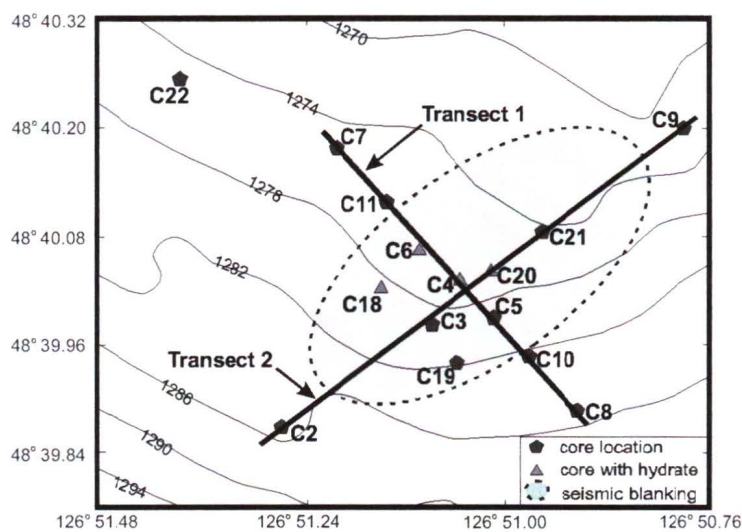 48° 40.32
1270
C22
1274
Transect 1
C9
48° 40.20
C7
1278
C11
C21
48° 40.08
C6
1282
C20
C4
C18
C5
C3
48° 39.96
Transect 2
C10
C19
1286
C8
C2
48° 39.84
1290
core location
core with hydrate
seismic blanking
1294
126° 51.48
126° 51.24
126° 51.00
126° 50.76